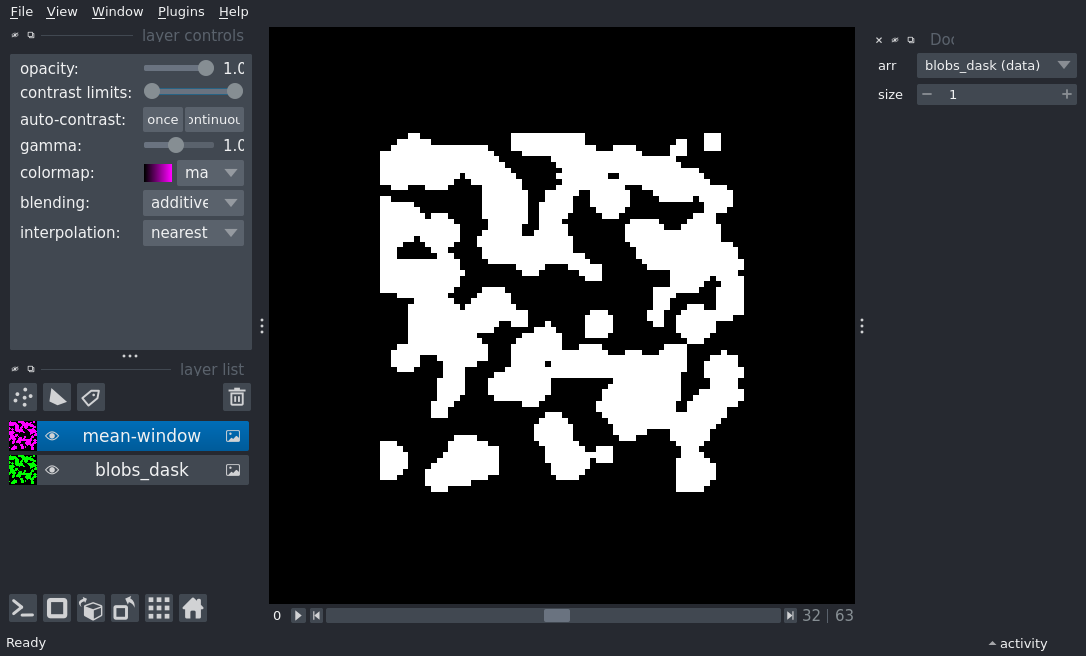 File View Window Plugins Help
layer controls
opacity: 1.0
contrast limits:
auto-contrast: once ontinuou
gamma: 1.0
colormap: ma
blending: additive
interpolation: nearest
layer list
mean-window
blobs_dask
Ready
0
32 | 63
Doc
arr blobs_dask (data)
size 1
activity